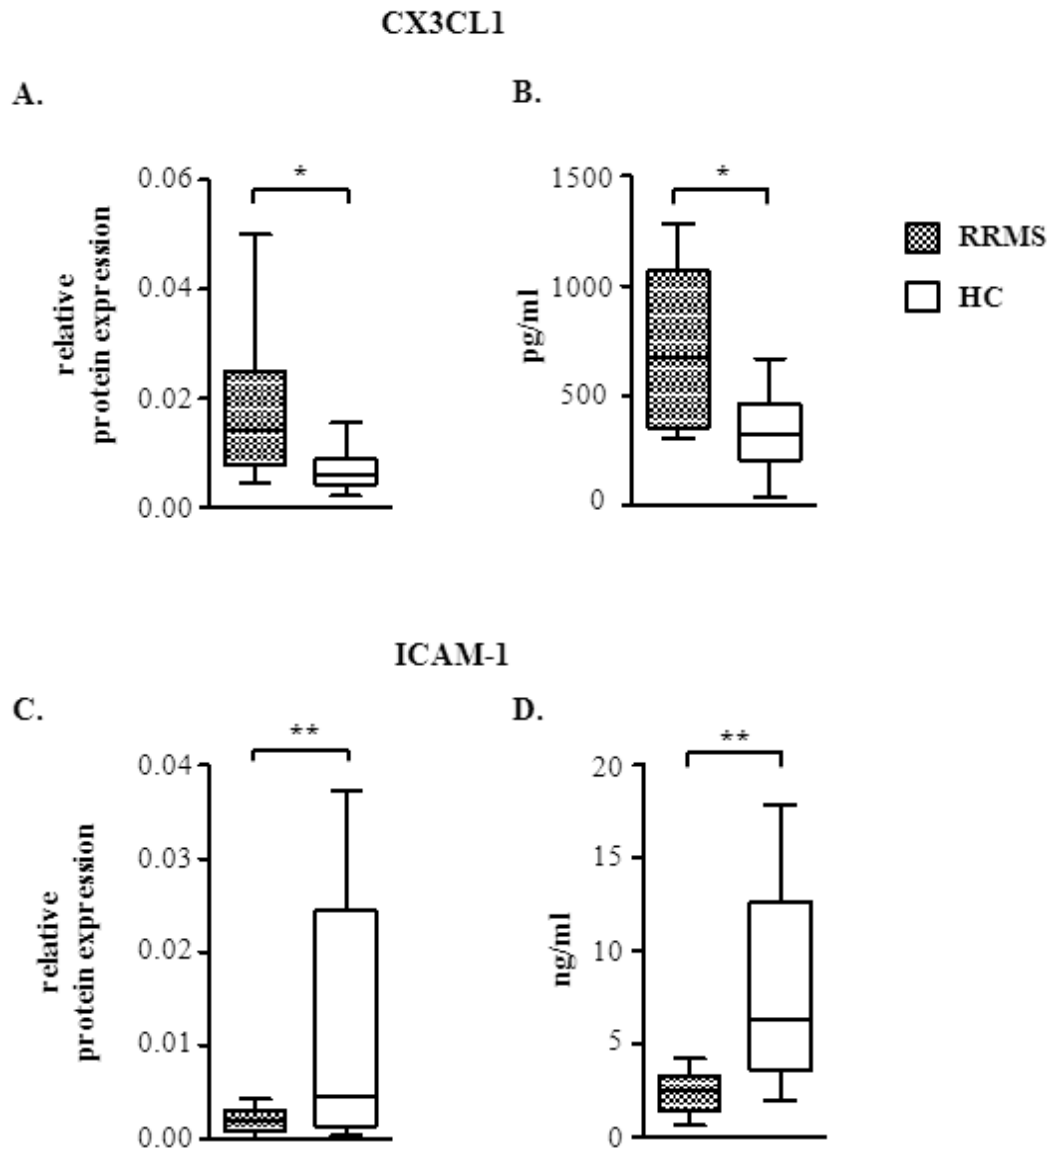 CX3CL1
A.
B.
*
*
0.06
0.04
0.02
0.00
relative
protein expression
1500
1000
500
0
pg/ml
RRMS
HC
ICAM-1
C.
D.
**
**
0.04
0.03
0.02
0.01
0.00
relative
protein expression
20
15
10
5
0
ng/ml